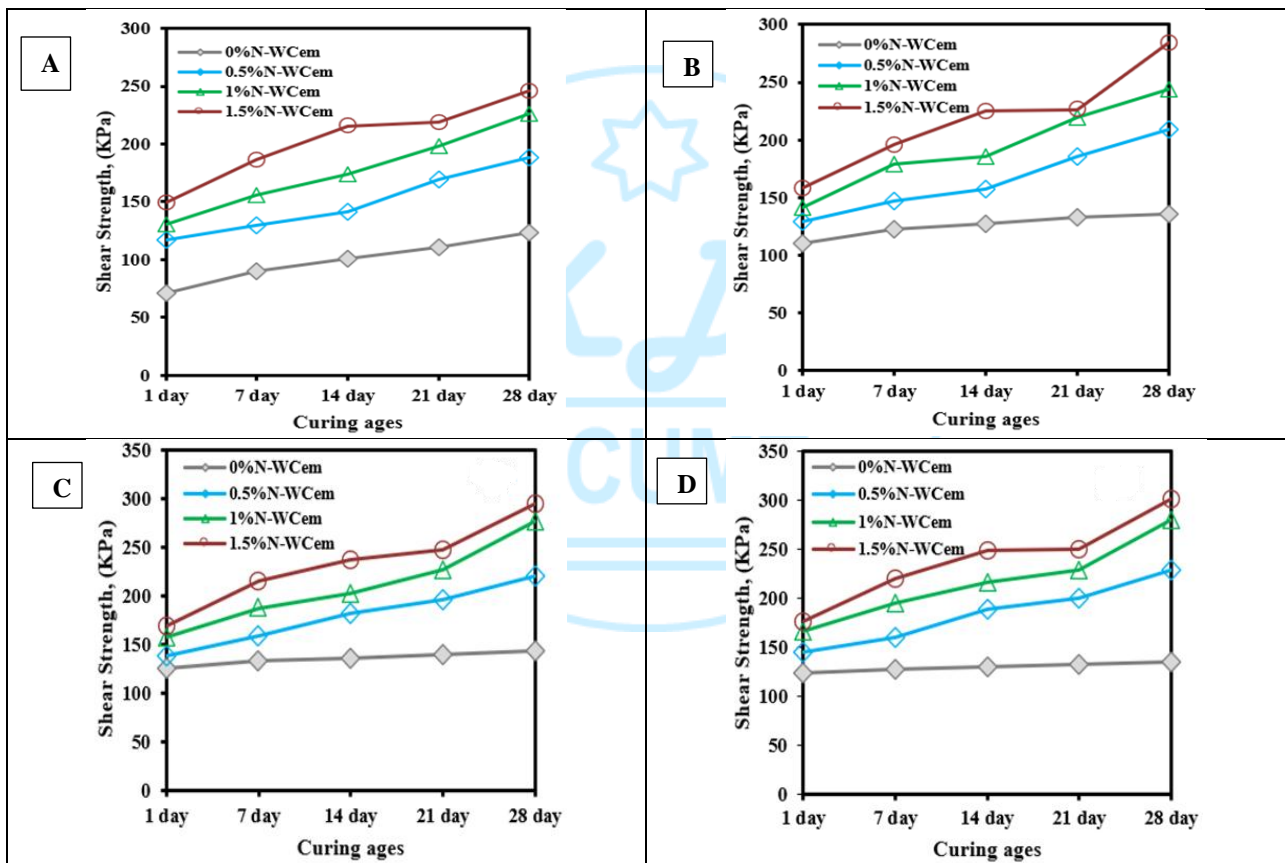 A
0%N-WCem
0.5%N-WCem
1%N-WCem
1.5%N-WCem
Shear Strength, (KPa)
300
250
200
150
100
50
0
1 day 7 day 14 day 21 day 28 day
Curing ages
B
0%N-WCem
0.5%N-WCem
1%N-WCem
1.5%N-WCem
Shear Strength, (KPa)
300
250
200
150
100
50
0
1 day 7 day 14 day 21 day 28 day
Curing ages
C
0%N-WCem
0.5%N-WCem
1%N-WCem
1.5%N-WCem
Shear Strength, (KPa)
350
300
250
200
150
100
50
0
1 day 7 day 14 day 21 day 28 day
Curing ages
D
0%N-WCem
0.5%N-WCem
1%N-WCem
1.5%N-WCem
Shear Strength, (KPa)
350
300
250
200
150
100
50
0
1 day 7 day 14 day 21 day 28 day
Curing ages